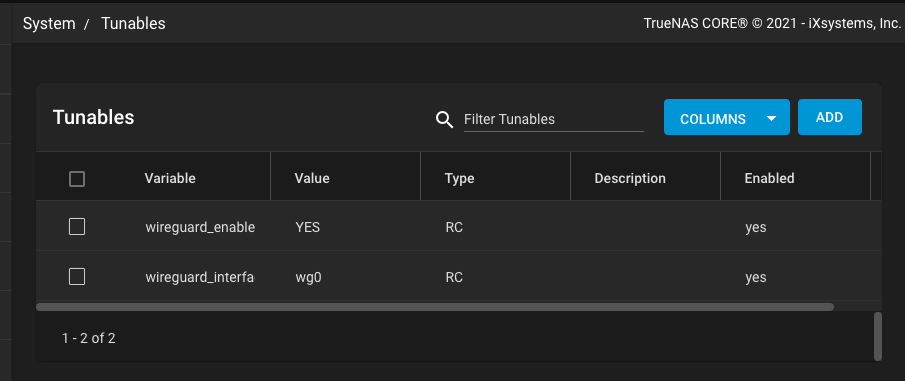 System / Tunables TrueNAS CORE® © 2021 - iXsystems, Inc.
Tunables Filter Tunables COLUMNS ADD
Variable Value Type Description Enabled
wireguard_enable YES RC yes
wireguard_interfa wg0 RC yes
1 - 2 of 2